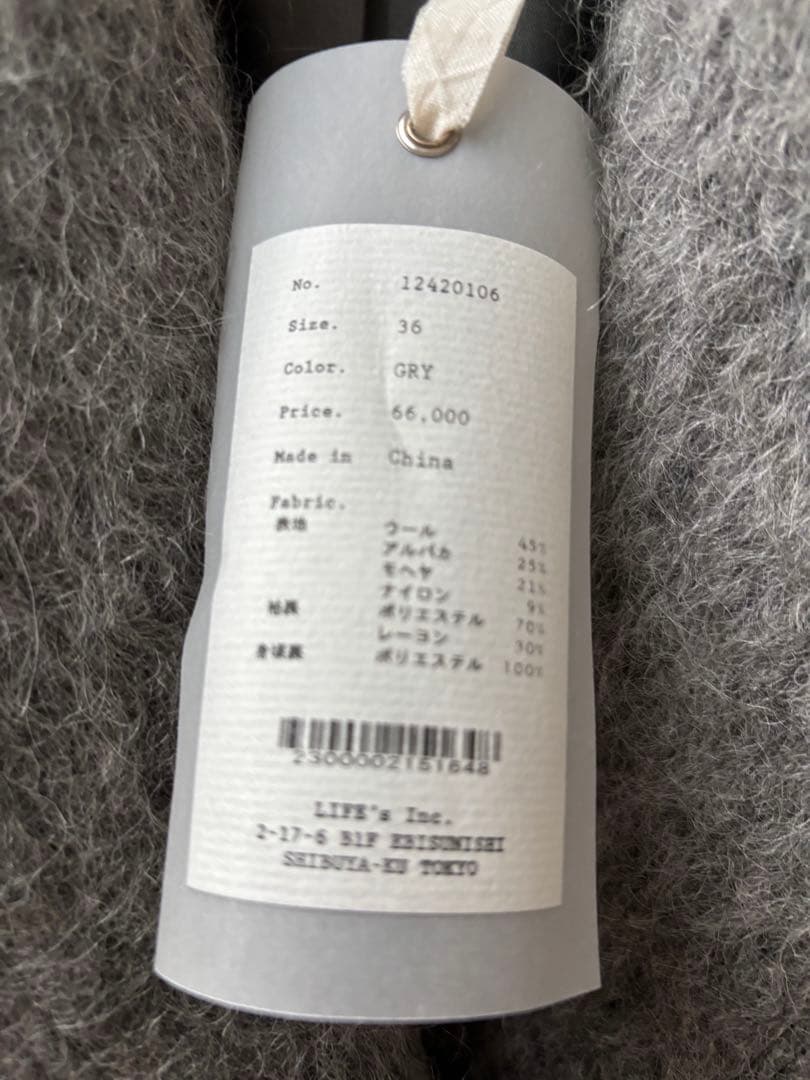 No. 12420106
Size. 36
Color. GRY
Price. 66,000
Made in China
Fabric.
表地 ウール 45%
アルパカ 25%
モヘヤ 21%
ナイロン 9%
袖裏 ポリエステル 70%
レーヨン 30%
身頃裏 ポリエステル 100%
2300002151648
LIFE's Inc.
2-17-6 B1F EBISUNISHI
SHIBUYA-KU TOKYO